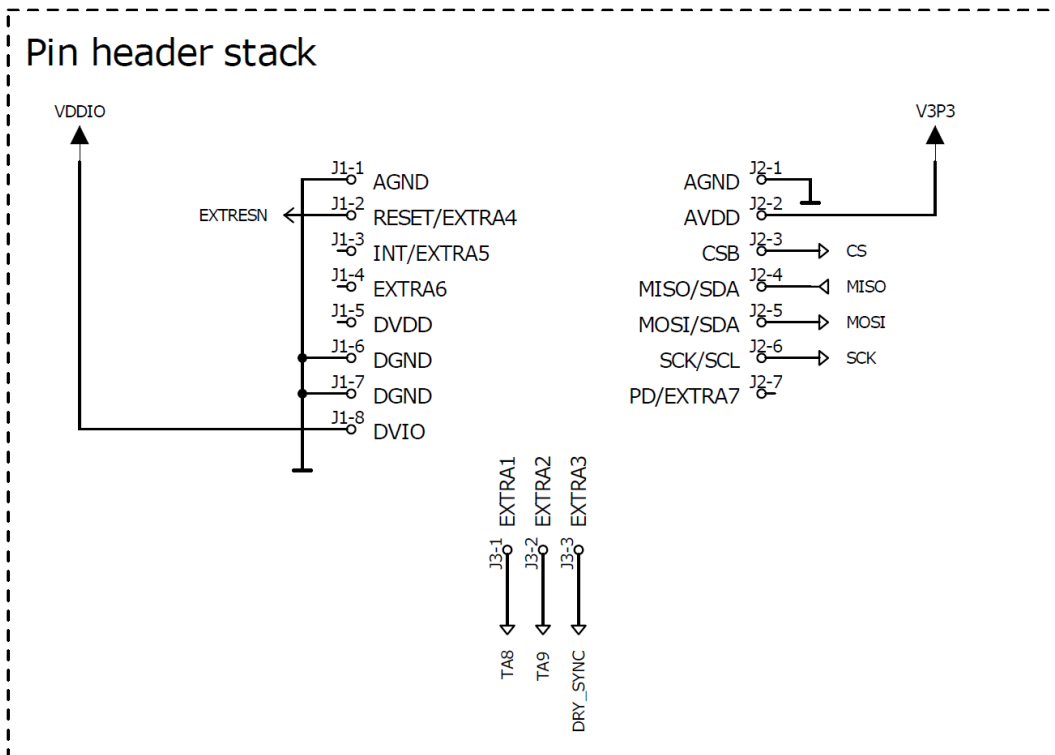 Pin header stack
VDDIO
V3P3
J1-1 AGND
EXTRESN J1-2 RESET/EXTRA4
J1-3 INT/EXTRA5
J1-4 EXTRA6
J1-5 DVDD
J1-6 DGND
J1-7 DGND
J1-8 DVIO
AGND J2-1
AVDD J2-2
CSB J2-3 CS
MISO/SDA J2-4 MISO
MOSI/SDA J2-5 MOSI
SCK/SCL J2-6 SCK
PD/EXTRA7 J2-7
J3-1 EXTRA1
J3-2 EXTRA2
J3-3 EXTRA3
TA8
TA9
DRY_SYNC